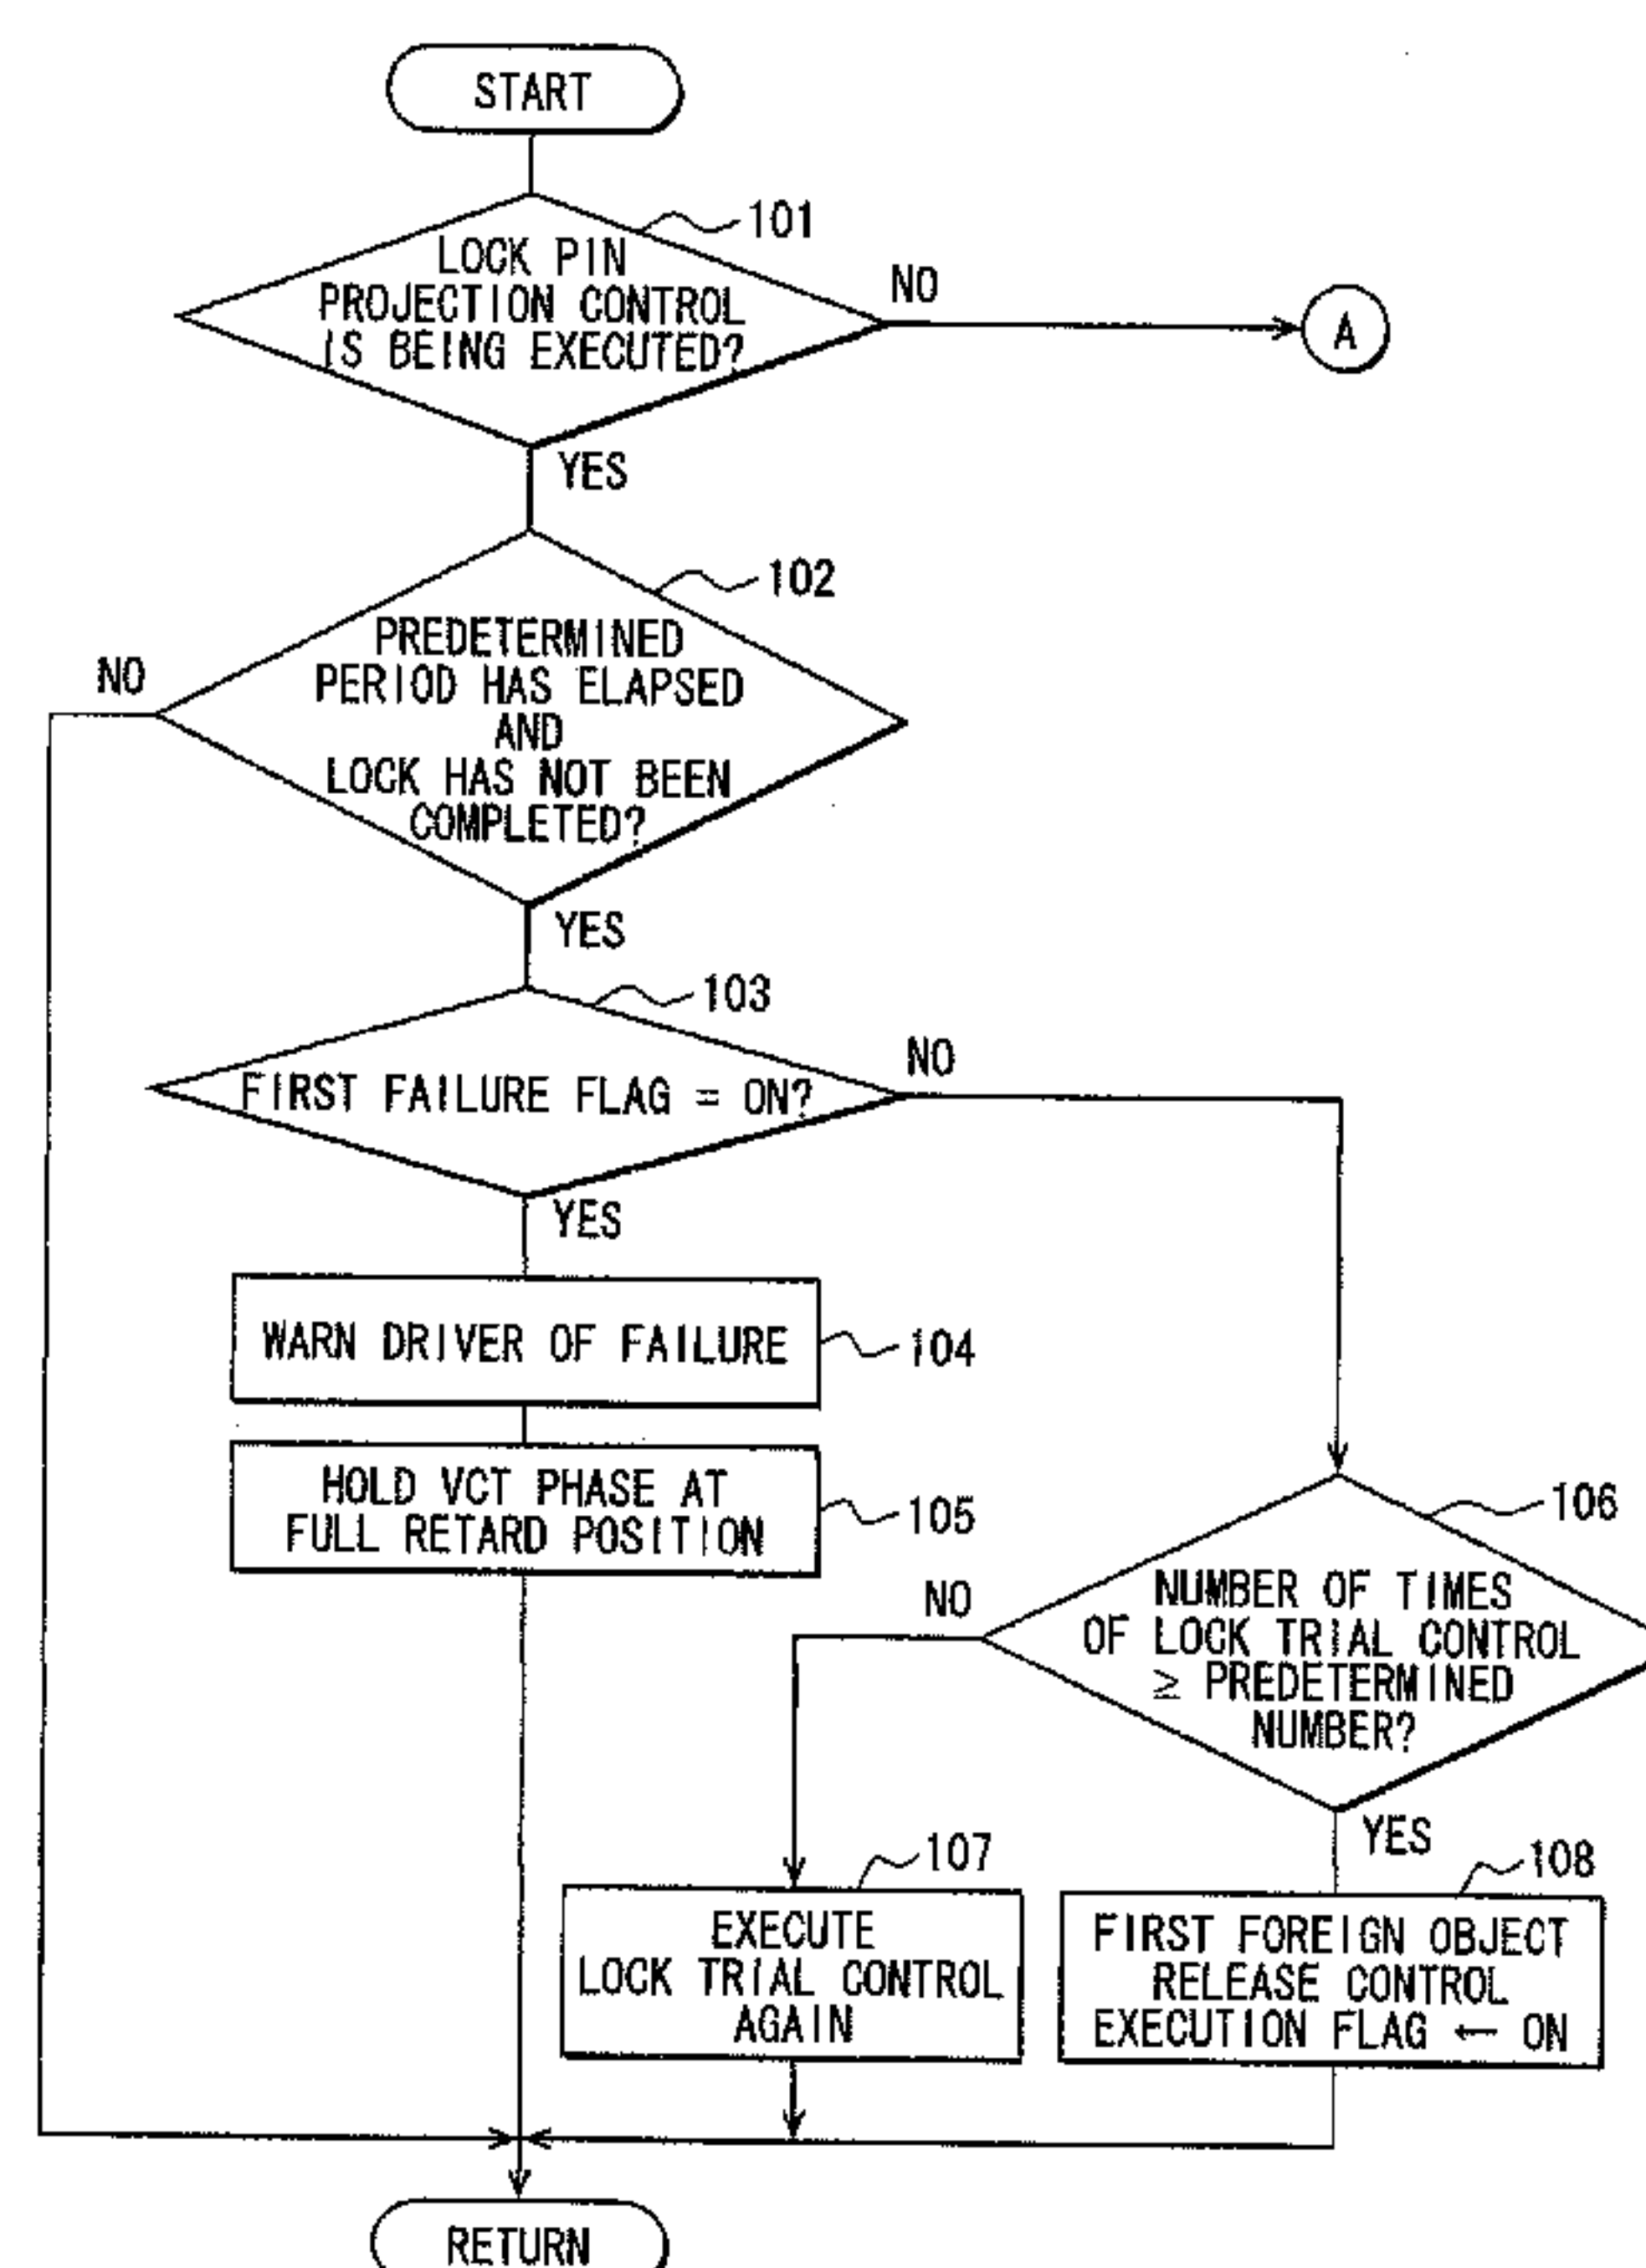 START
101
LOCK PIN
PROJECTION CONTROL
IS BEING EXECUTED?
NO
A
YES
102
PREDETERMINED
PERIOD HAS ELAPSED
AND
LOCK HAS NOT BEEN
COMPLETED?
NO
YES
103
FIRST FAILURE FLAG = ON?
NO
YES
WARN DRIVER OF FAILURE
104
HOLD VCT PHASE AT
FULL RETARD POSITION
105
106
NUMBER OF TIMES
OF LOCK TRIAL CONTROL
≥ PREDETERMINED
NUMBER?
NO
YES
107
EXECUTE
LOCK TRIAL CONTROL
AGAIN
108
FIRST FOREIGN OBJECT
RELEASE CONTROL
EXECUTION FLAG ← ON
RETURN